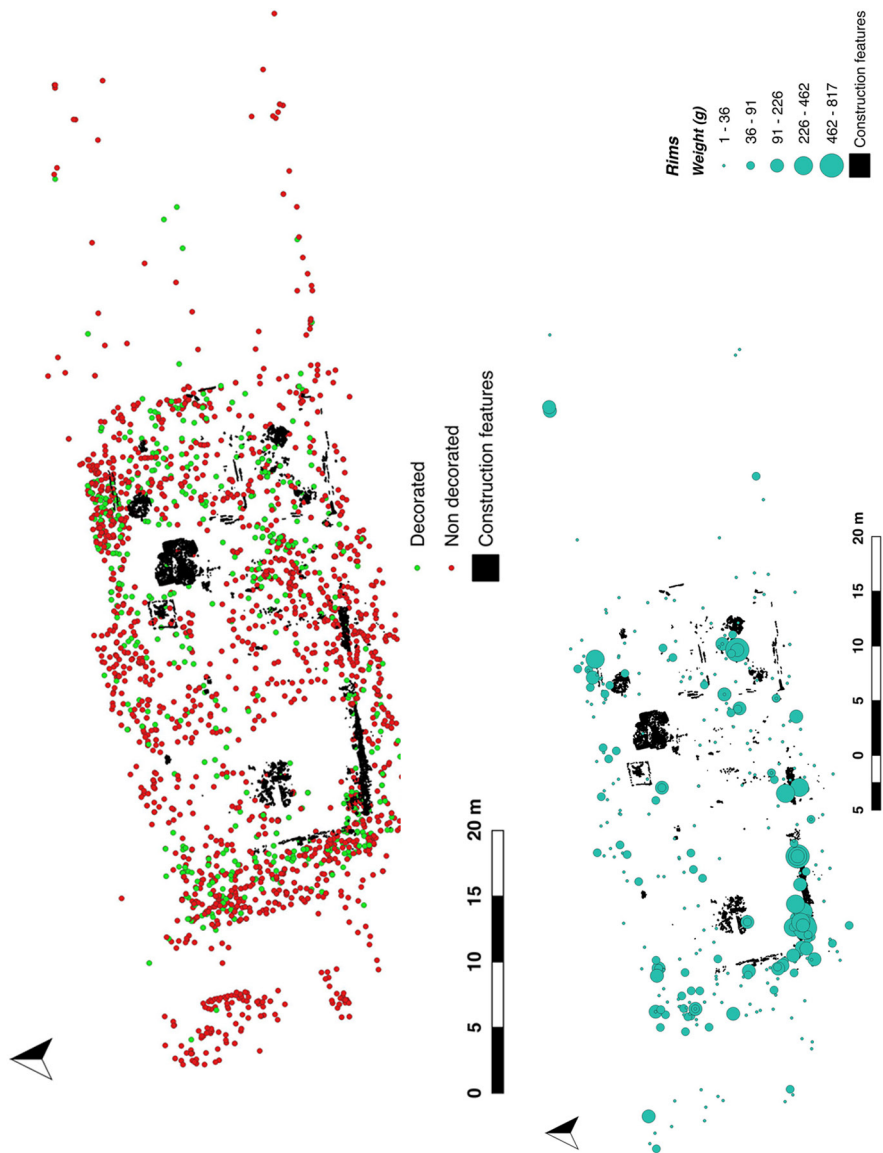 Decorated
Non decorated
Construction features
0 5 10 15 20 m
Rims
Weight (g)
1 - 36
36 - 91
91 - 226
226 - 462
462 - 817
Construction features
5 0 5 10 15 20 m